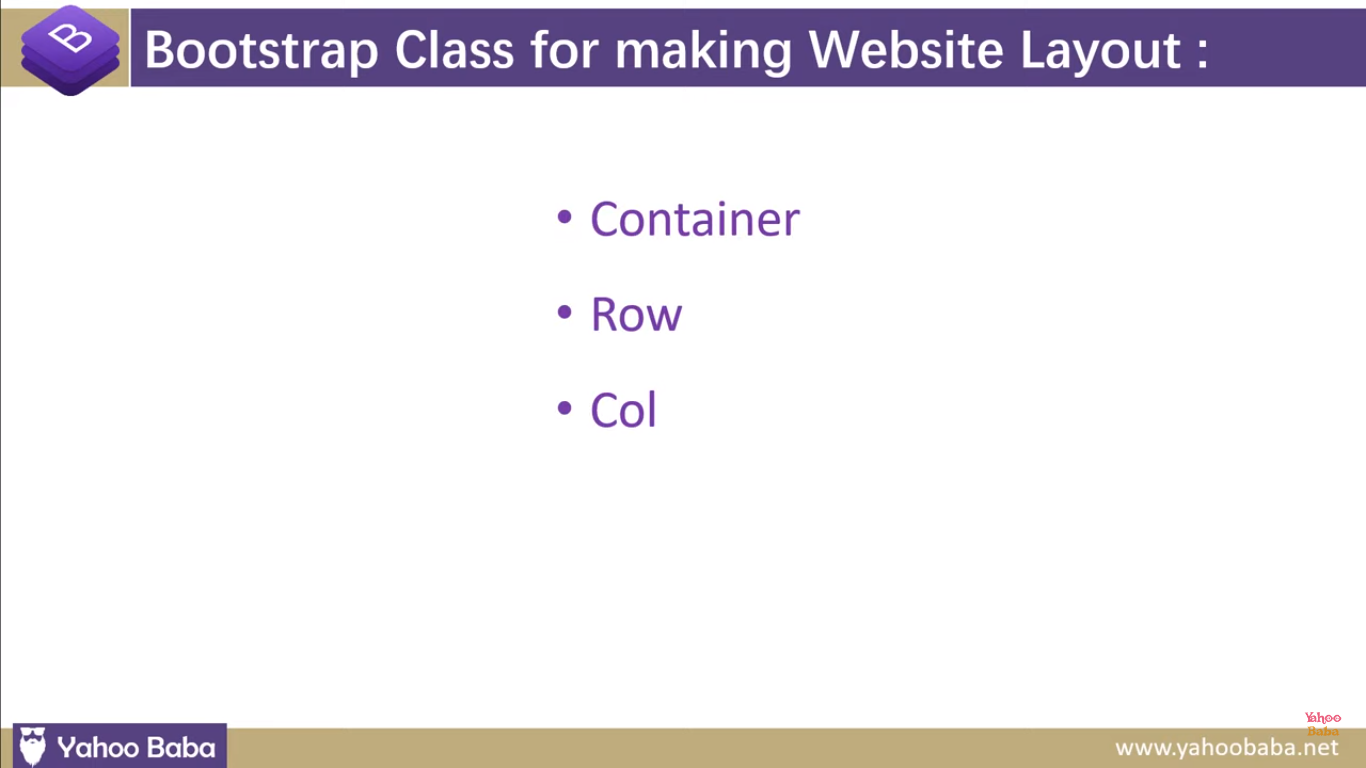 B
Bootstrap Class for making Website Layout :
• Container
• Row
• Col
Yahoo
Baba
Yahoo Baba
www.yahoobaba.net